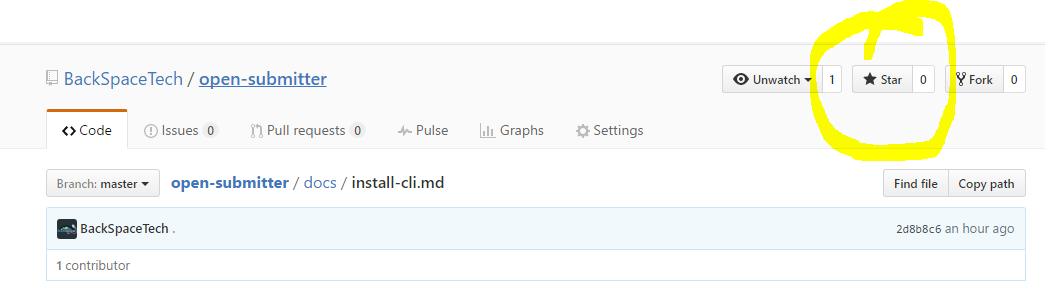 BackSpaceTech / open-submitter Unwatch 1 Star 0 Fork 0
Code Issues 0 Pull requests 0 Pulse Graphs Settings
Branch: master open-submitter / docs / install-cli.md Find file Copy path
BackSpaceTech . 2d8b8c6 an hour ago
1 contributor